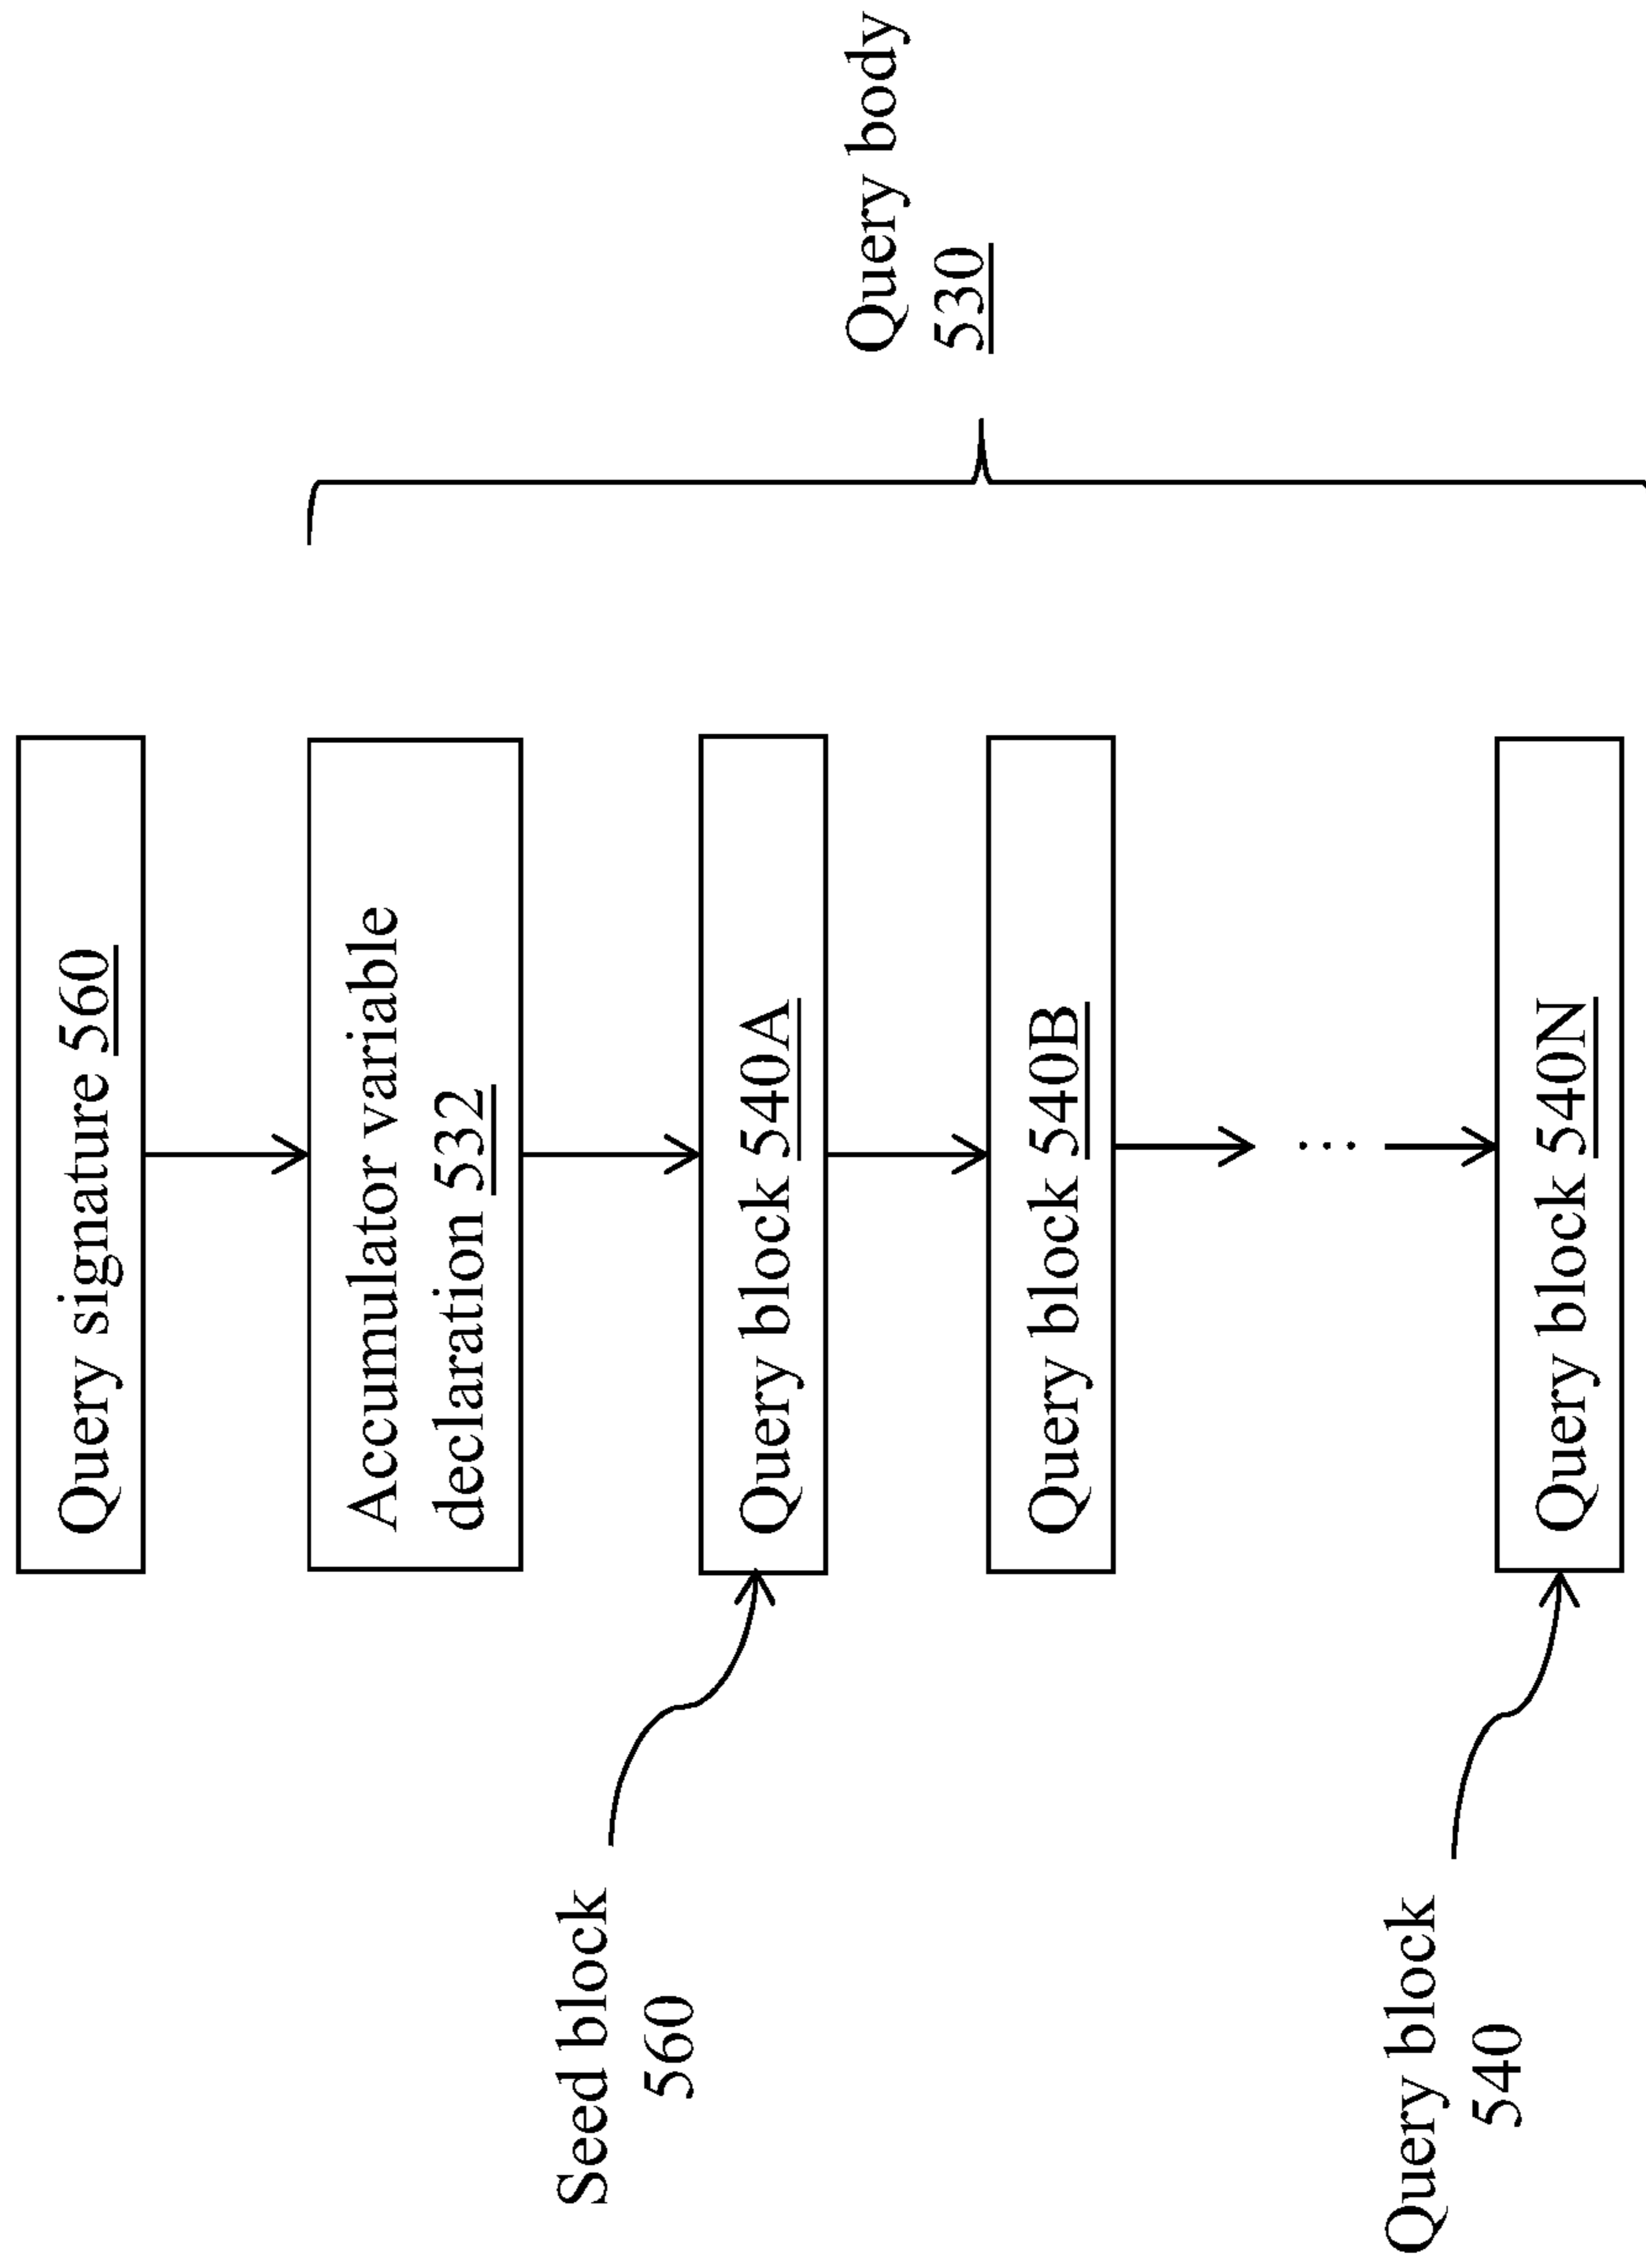 Query signature 560
Accumulator variable
declaration 532
Seed block
560
Query block 540A
Query body
530
Query block 540B
⋮
Query block
540
Query block 540N